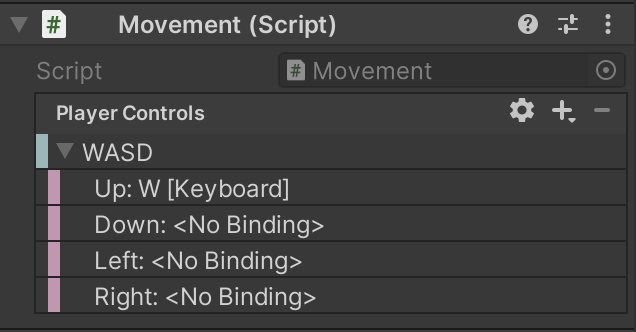 Movement (Script)
Script
Movement
Player Controls
WASD
Up: W [Keyboard]
Down: <No Binding>
Left: <No Binding>
Right: <No Binding>